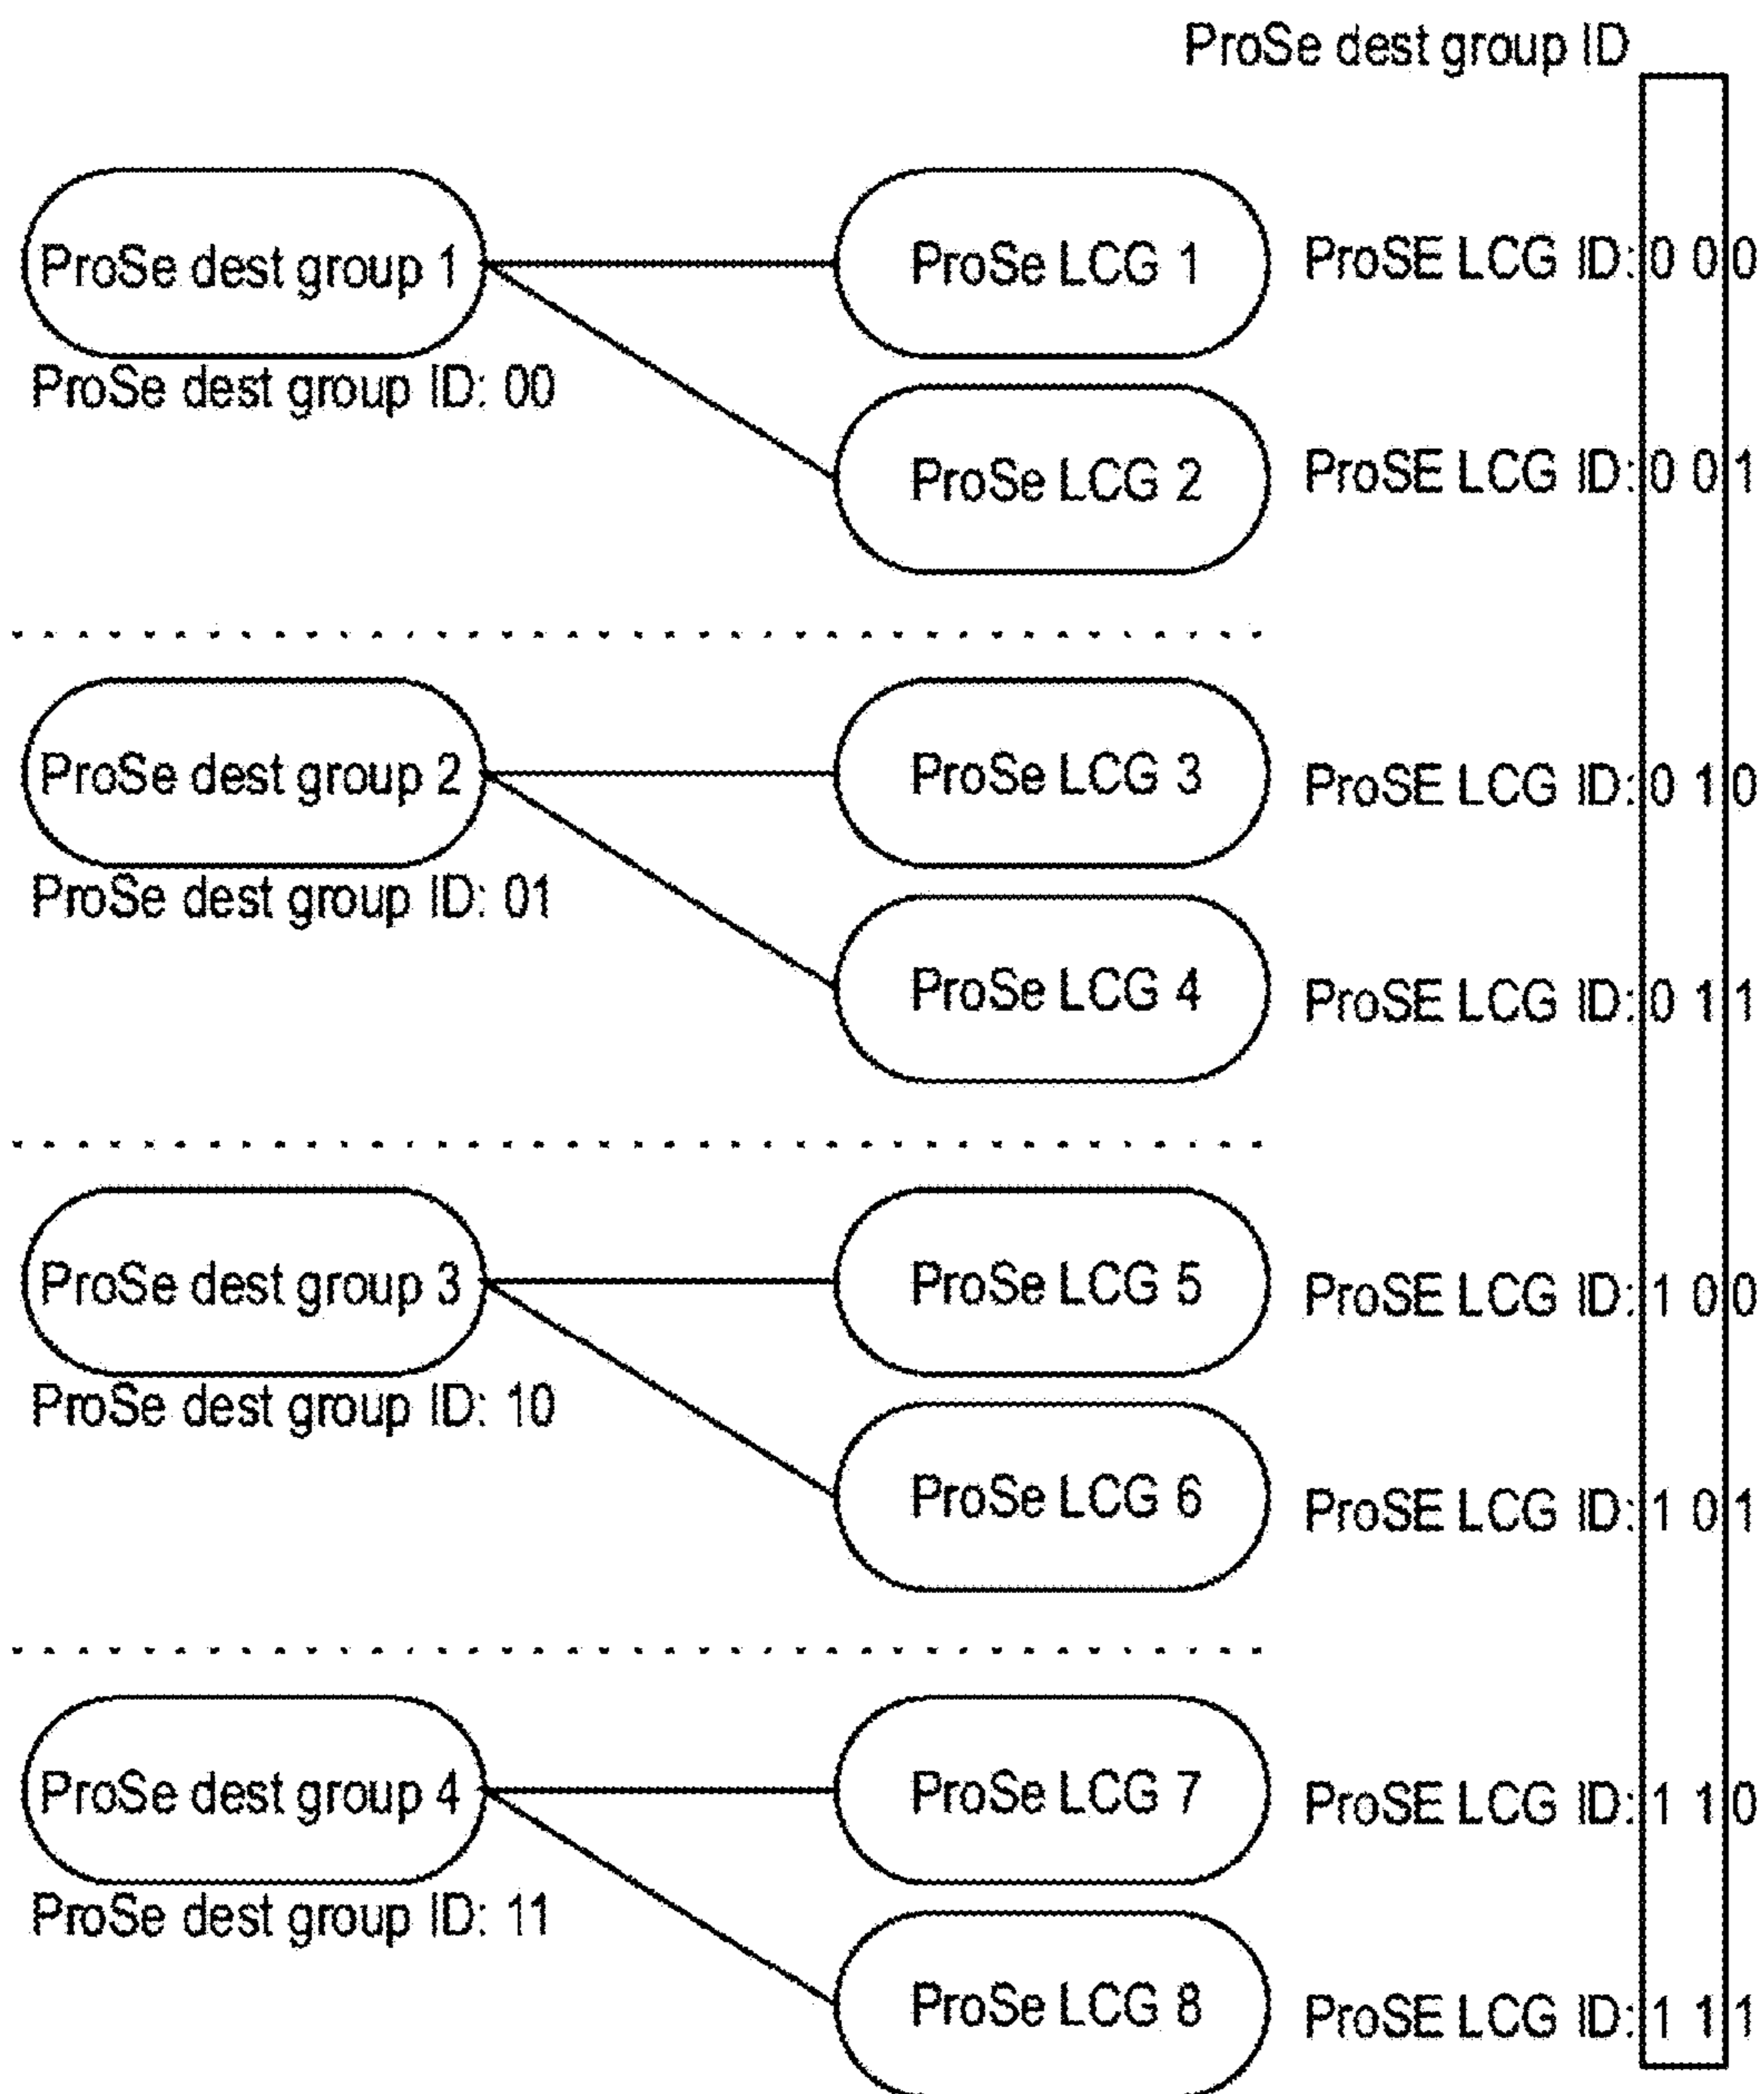 ProSe dest group ID
ProSe dest group 1
ProSe LCG 1
ProSE LCG ID: 0 0 0
ProSe dest group ID: 00
ProSe LCG 2
ProSE LCG ID: 0 0 1
ProSe dest group 2
ProSe LCG 3
ProSE LCG ID: 0 1 0
ProSe dest group ID: 01
ProSe LCG 4
ProSE LCG ID: 0 1 1
ProSe dest group 3
ProSe LCG 5
ProSE LCG ID: 1 0 0
ProSe dest group ID: 10
ProSe LCG 6
ProSE LCG ID: 1 0 1
ProSe dest group 4
ProSe LCG 7
ProSE LCG ID: 1 1 0
ProSe dest group ID: 11
ProSe LCG 8
ProSE LCG ID: 1 1 1